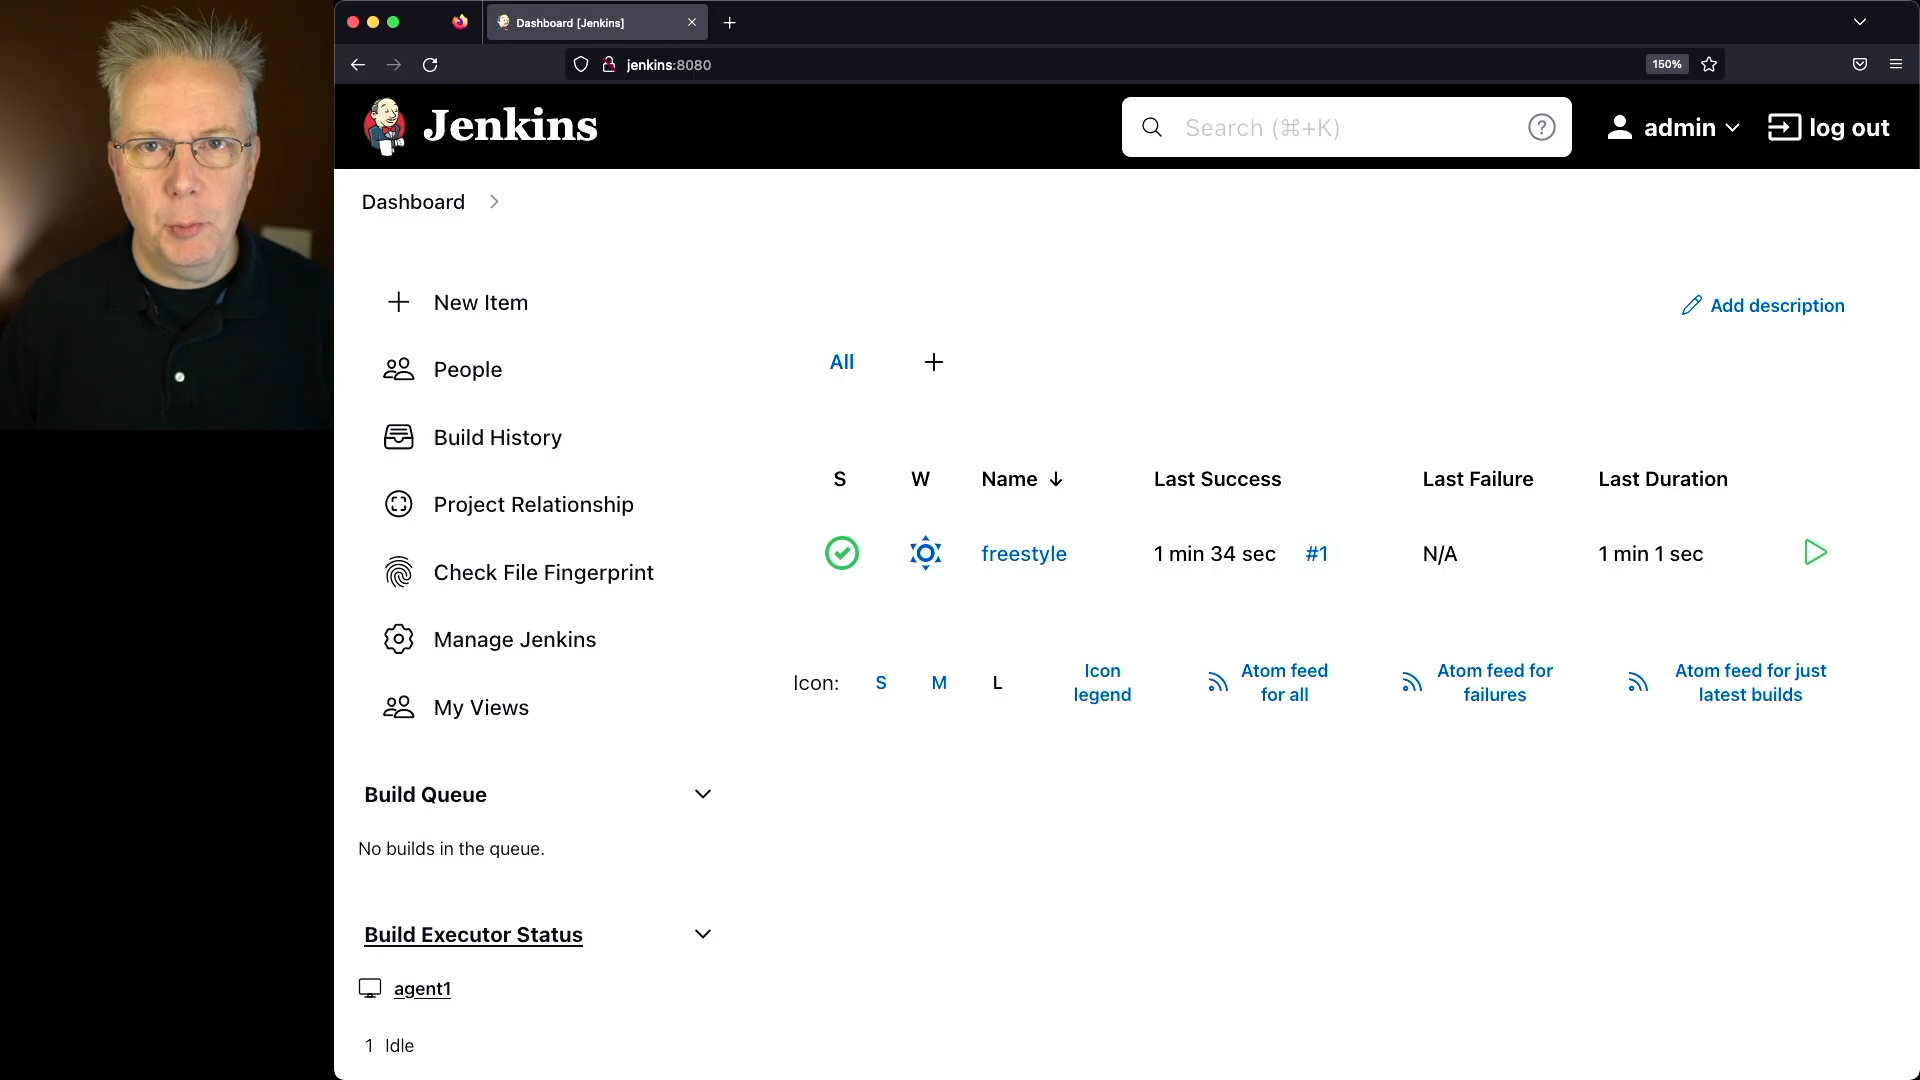 Dashboard [Jenkins]
jenkins:8080
150%
Jenkins
Search (⌘+K)
admin
log out
Dashboard
New Item
People
Build History
Project Relationship
Check File Fingerprint
Manage Jenkins
My Views
Build Queue
No builds in the queue.
Build Executor Status
agent1
1 Idle
Add description
All
S W Name ↓ Last Success Last Failure Last Duration
freestyle 1 min 34 sec #1 N/A 1 min 1 sec
Icon: S M L
Icon
legend
Atom feed
for all
Atom feed for
failures
Atom feed for just
latest builds